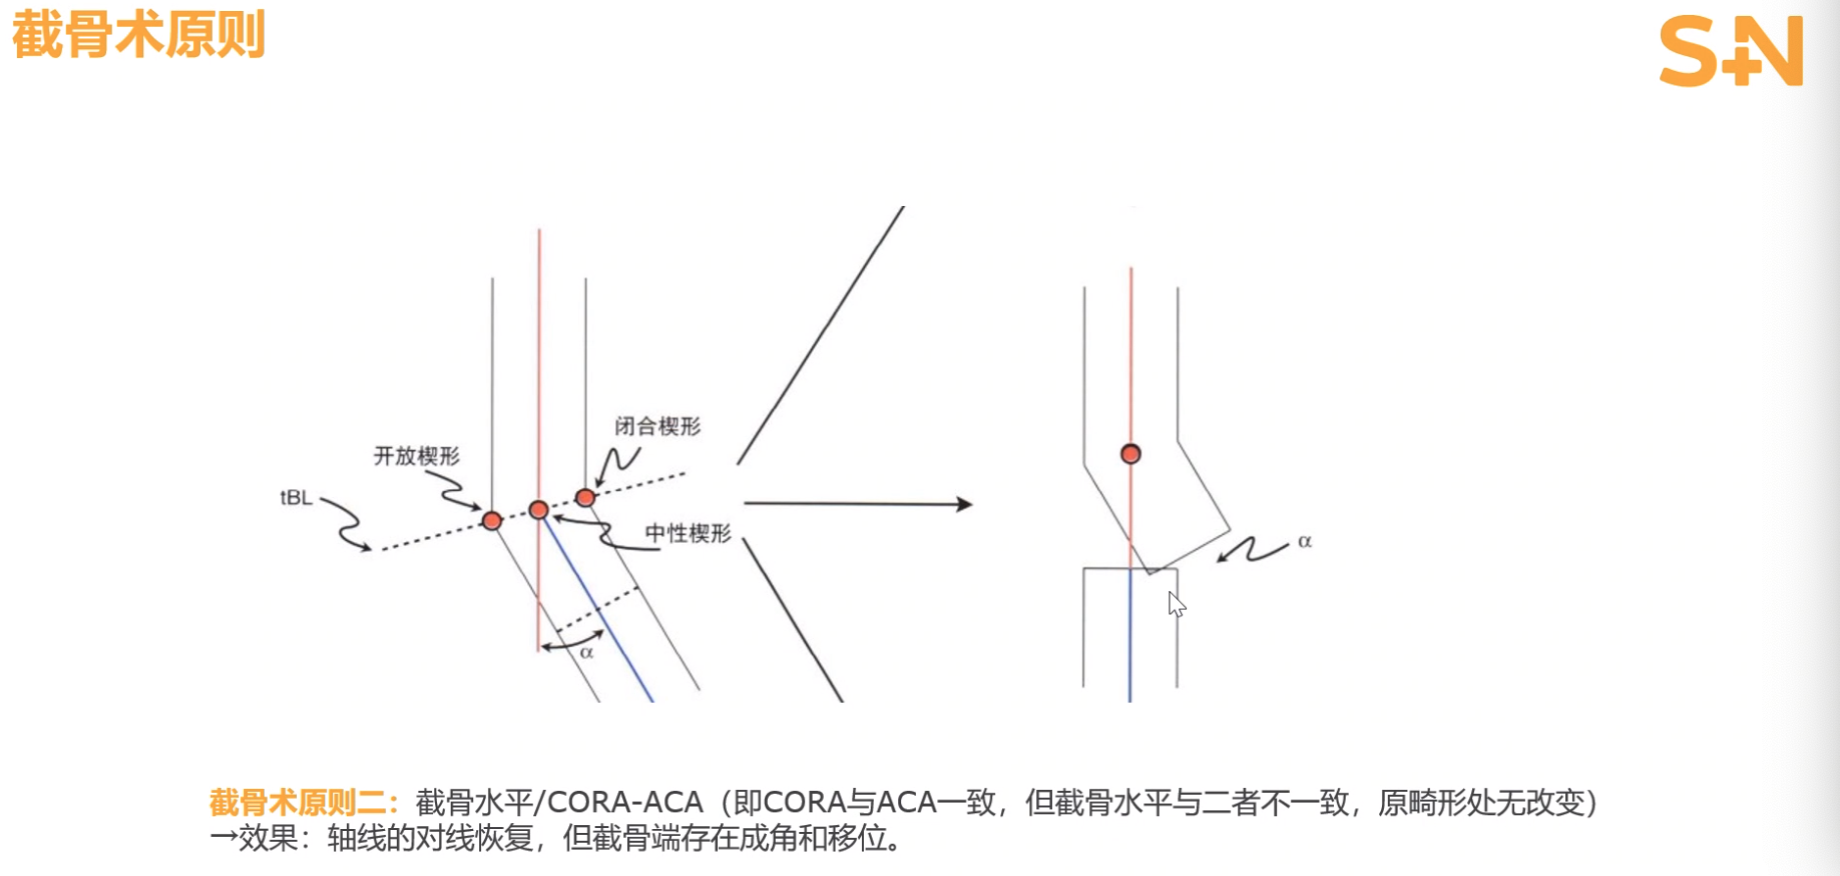 截骨术原则
S+N
闭合楔形
开放楔形
tBL
中性楔形
α
α
截骨术原则二：截骨水平/CORA-ACA（即CORA与ACA一致，但截骨水平与二者不一致，原畸形处无改变）
→效果：轴线的对线恢复，但截骨端存在成角和移位。